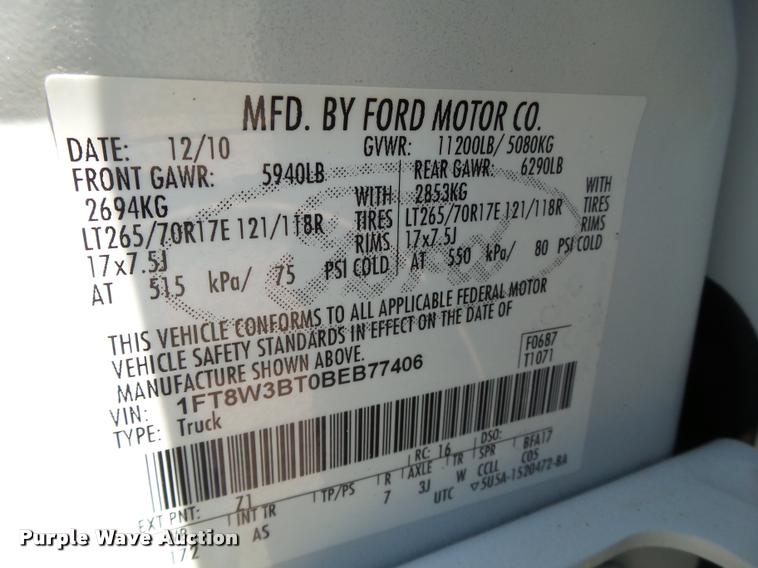 MFD. BY FORD MOTOR CO.
DATE: 12/10 GVWR: 11200LB/ 5080KG
FRONT GAWR: 5940LB REAR GAWR: 6290LB
2694KG WITH 2853KG WITH
LT265/70R17E 121/118R TIRES LT265/70R17E 121/118R TIRES
17x7.5J RIMS 17x7.5J RIMS
AT 515 kPa/ 75 PSI COLD AT 550 kPa/ 80 PSI COLD
THIS VEHICLE CONFORMS TO ALL APPLICABLE FEDERAL MOTOR
VEHICLE SAFETY STANDARDS IN EFFECT ON THE DATE OF
MANUFACTURE SHOWN ABOVE.
F0687
T1071
VIN: 1FT8W3BT0BEB77406
TYPE: Truck
EXT PNT: Z1 RC: 16 DSO: BFA17
INT TR TP/PS R AXLE TR SPR
AS 7 3J W CCLL C05
172 UTC ▽5U5A-1520472-BA
Purple Wave Auction